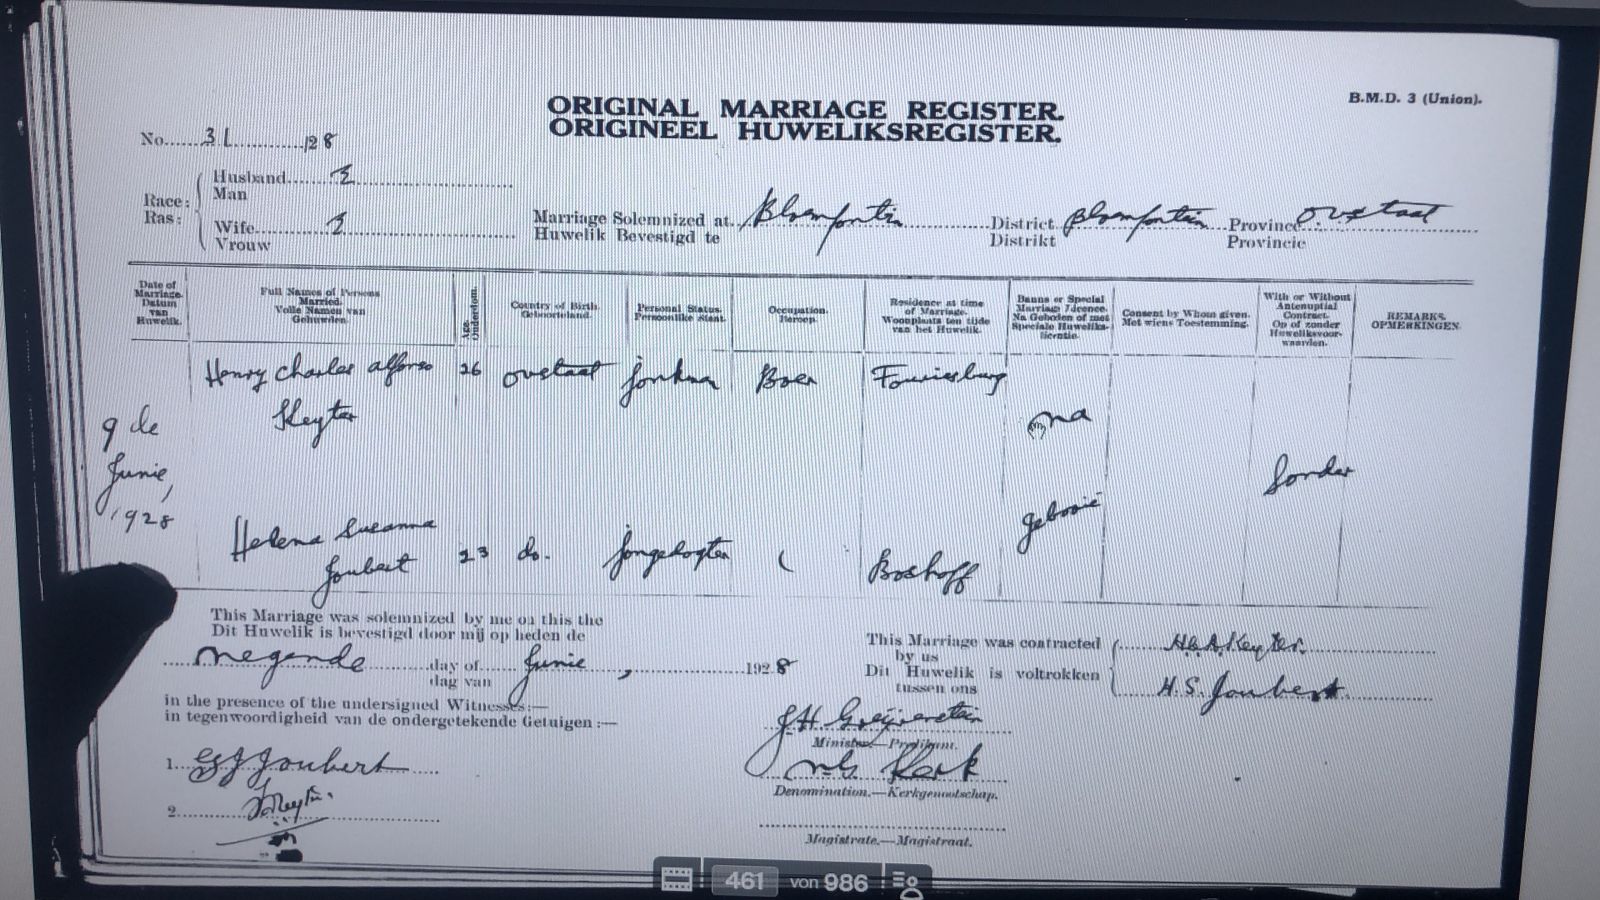 ORIGINAL MARRIAGE REGISTER.
ORIGINEEL HUWELIKSREGISTER.
B.M.D. 3 (Union).
No. 31 /28
Race: Husband
Ras: Man
Wife
Vrouw
Marriage Solemnized at Bloemfontein District Bloemfontein Province OVstaat
Huwelik Bevestigd te Distrikt Provincie
Date of Marriage. Datum van Huwelik.
Full Names of Persons Married. Volle Namen van Gehuwden.
Age. Ouderdom.
Country of Birth. Geboorteland.
Personal Status. Persoonlike Staat.
Occupation. Beroep.
Residence at time of Marriage. Woonplaats ten tijde van het Huwelik.
Banns or Special Marriage License. Na Geboden of met Speciale Huweliks-licentie.
Consent by Whom given. Met wiens Toestemming.
With or Without Antenuptial Contract. Op of zonder Huweliksvoor-waarden.
REMARKS. OPMERKINGEN.
Henry Charles Alfonso 26 OVstaat Jonkman Boer Fouriesburg
Keyter
9 de
Junie,
1928
na
gebooie
Sonder
Helena Susanna
Joubert 23 do. Jongedogter Boshoff
This Marriage was solemnized by me on this the
Dit Huwelik is bevestigd door mij op heden de
negende day of Junie, 1928
dag van
in the presence of the undersigned Witnesses:—
in tegenwoordigheid van de ondergetekende Getuigen:—
1. Joubert
2. Keyter
This Marriage was contracted by us
Dit Huwelik is voltrokken tussen ons
Keyter.
H.S. Joubert.
Minister—Predikant.
N.G. Kerk
Denomination.—Kerkgenootschap.
Magistrate.—Magistraat.
461 von 986